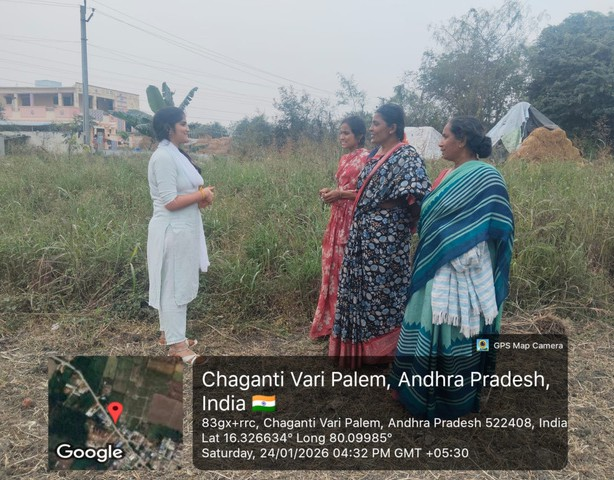 GPS Map Camera
Chaganti Vari Palem, Andhra Pradesh,
India 🇮🇳
83gx+rrc, Chaganti Vari Palem, Andhra Pradesh 522408, India
Lat 16.326634° Long 80.09985°
Saturday, 24/01/2026 04:32 PM GMT +05:30
Google